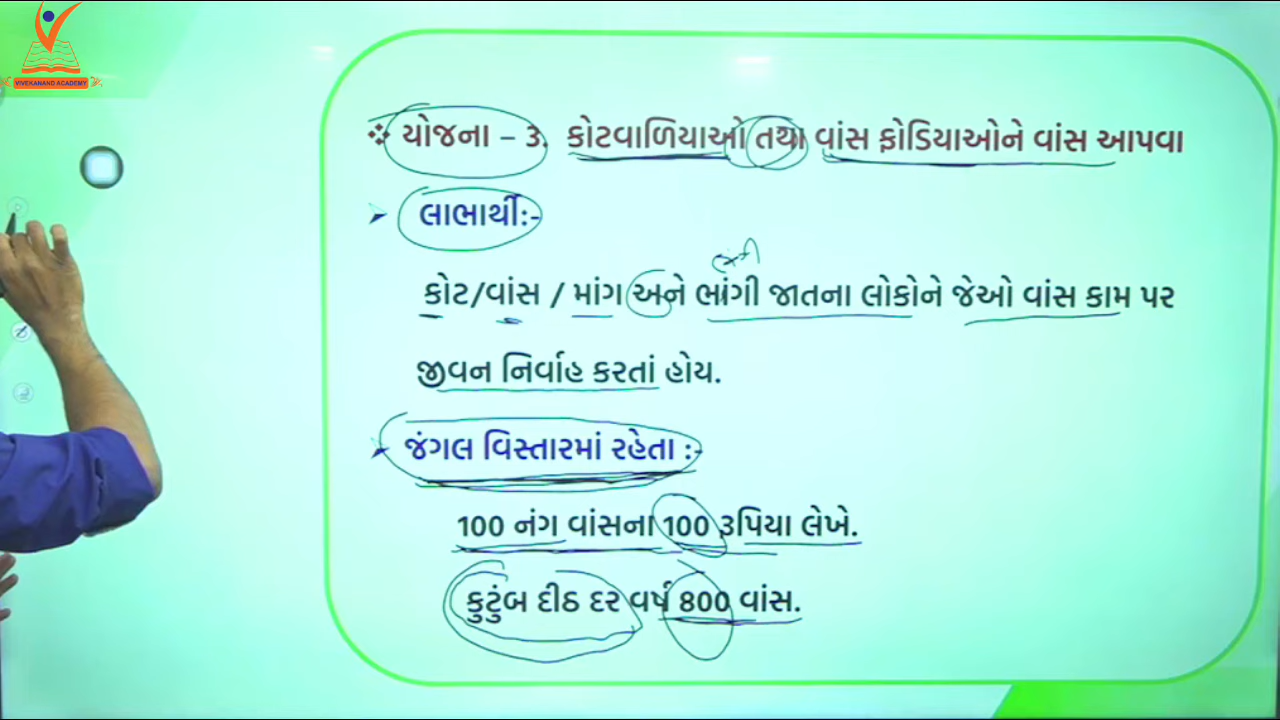 VIVEKANAND ACADEMY
❖ યોજના – 3. કોટવાળિયાઓ તથા વાંસ ફોડિયાઓને વાંસ આપવા
➤ લાભાર્થી:-
કોટ/વાંસ / માંગ અને ભાંગી જાતના લોકોને જેઓ વાંસ કામ પર
જીવન નિર્વાહ કરતાં હોય.
➤ જંગલ વિસ્તારમાં રહેતા :-
100 નંગ વાંસના 100 રૂપિયા લેખે.
કુટુંબ દીઠ દર વર્ષ 800 વાંસ.